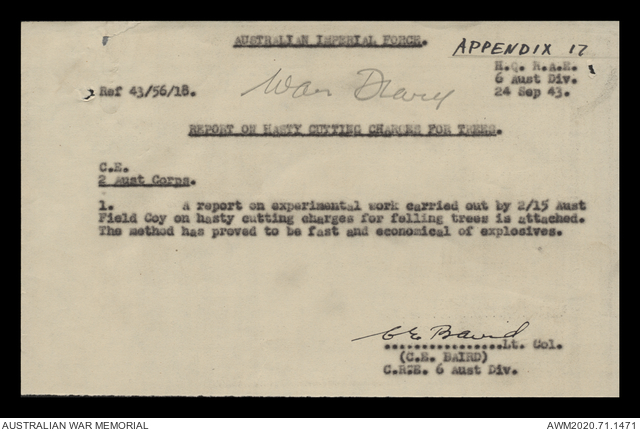 AUSTRALIAN IMPERIAL FORCE.
APPENDIX 17
H.Q. R.A.E.
6 Aust Div.
24 Sep 43.
Ref 43/56/18.
War Diary
REPORT ON HASTY CUTTING CHARGES FOR TREES.
C.E.
2 Aust Corps.
1. A report on experimental work carried out by 2/15 Aust
Field Coy on hasty cutting charges for felling trees is attached.
The method has proved to be fast and economical of explosives.
C E Baird
.................Lt. Col.
(C.E. BAIRD)
C.R.E. 6 Aust Div.
AUSTRALIAN WAR MEMORIAL
AWM2020.71.1471